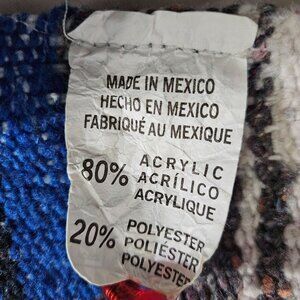 MADE IN MEXICO
HECHO EN MEXICO
FABRIQUÉ AU MEXIQUE
80% ACRYLIC
ACRÍLICO
ACRYLIQUE
20% POLYESTER
POLIÉSTER
POLYESTER